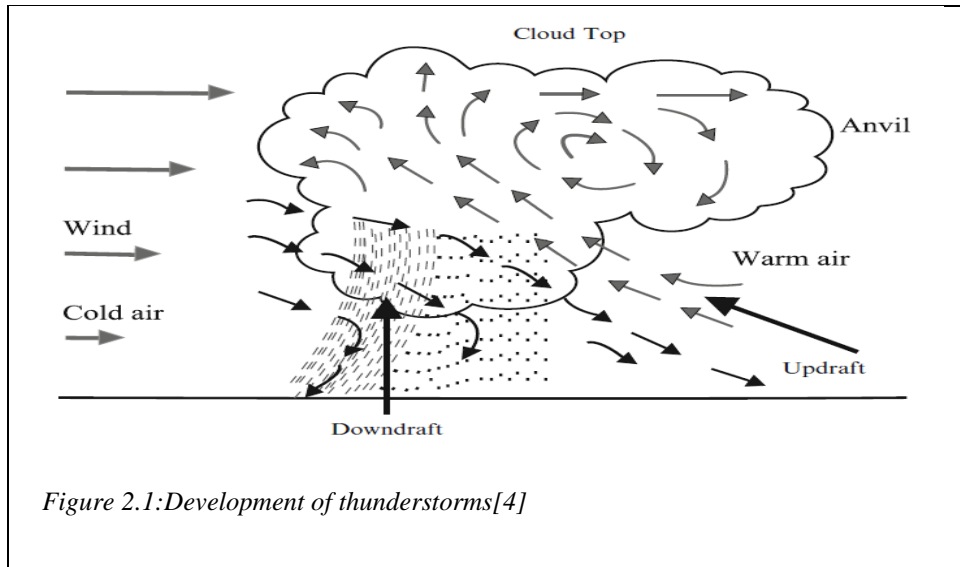 Cloud Top
Anvil
Wind
Warm air
Cold air
Updraft
Downdraft
Figure 2.1:Development of thunderstorms[4]